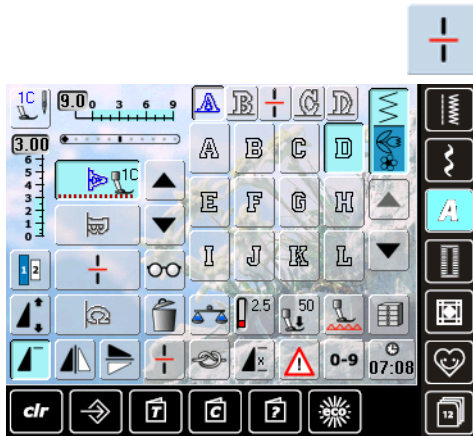 1C 9.0 0 3 6 9 A B C D
3.00 A B C D
6
5 1C
4 E F G H
3
2
1
0
1 2 I J K L
2.5 50
x 0-9 07:08
A
clr T C ? eco 12